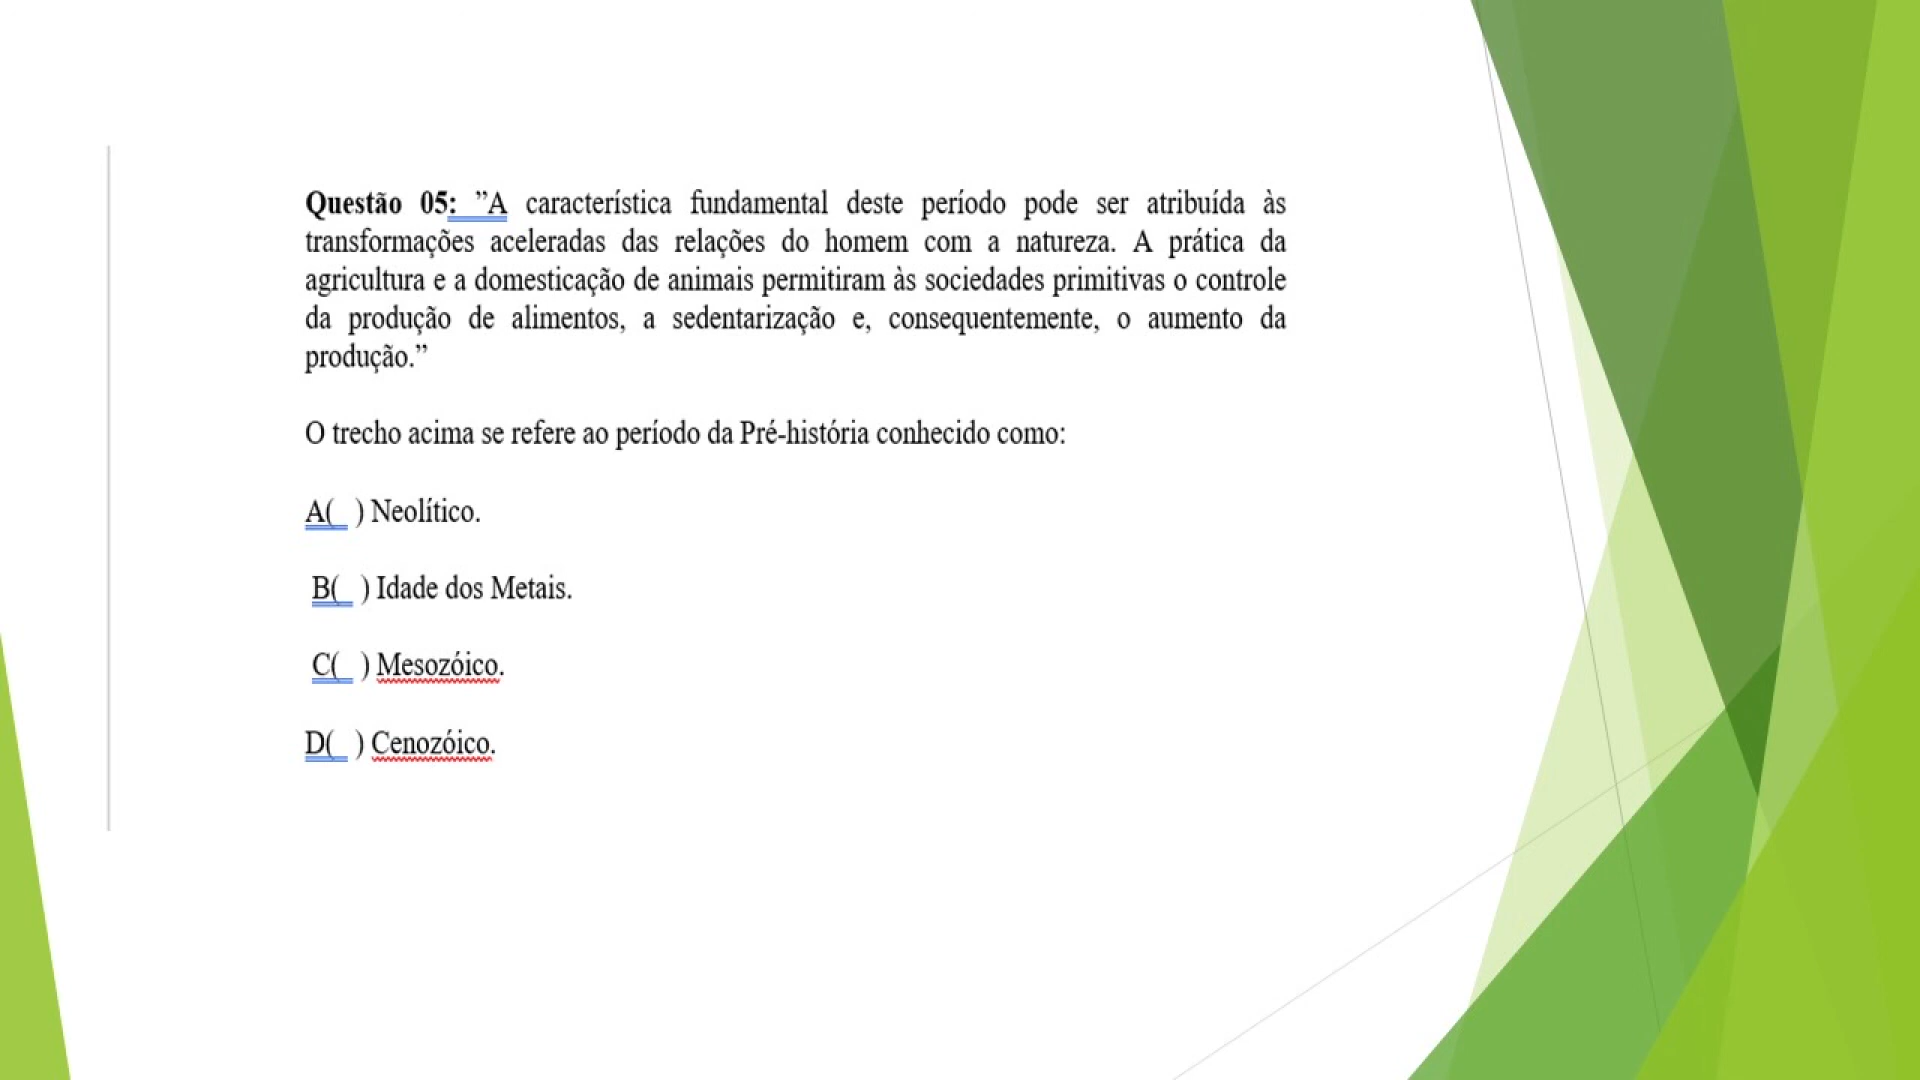 Questão 05: ”A característica fundamental deste período pode ser atribuída às
transformações aceleradas das relações do homem com a natureza. A prática da
agricultura e a domesticação de animais permitiram às sociedades primitivas o controle
da produção de alimentos, a sedentarização e, consequentemente, o aumento da
produção.”
O trecho acima se refere ao período da Pré-história conhecido como:
A( ) Neolítico.
B( ) Idade dos Metais.
C( ) Mesozóico.
D( ) Cenozóico.